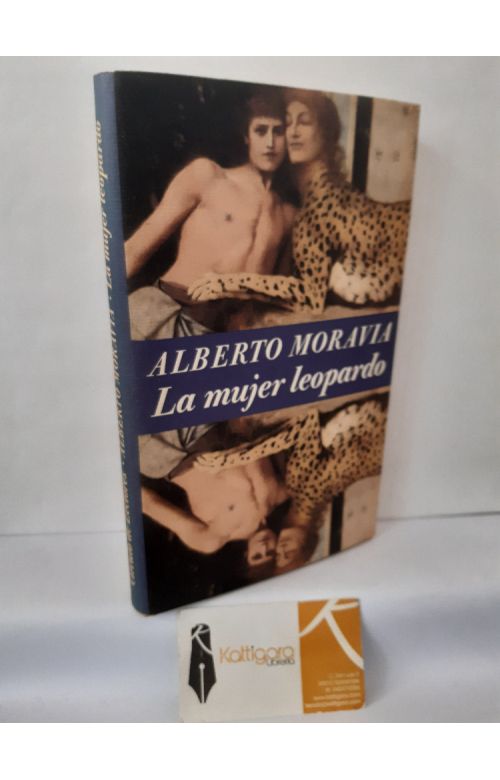 ALBERTO MORAVIA
La mujer leopardo
ALBERTO MORAVIA · La mujer leopardo
Kattigara
Librería